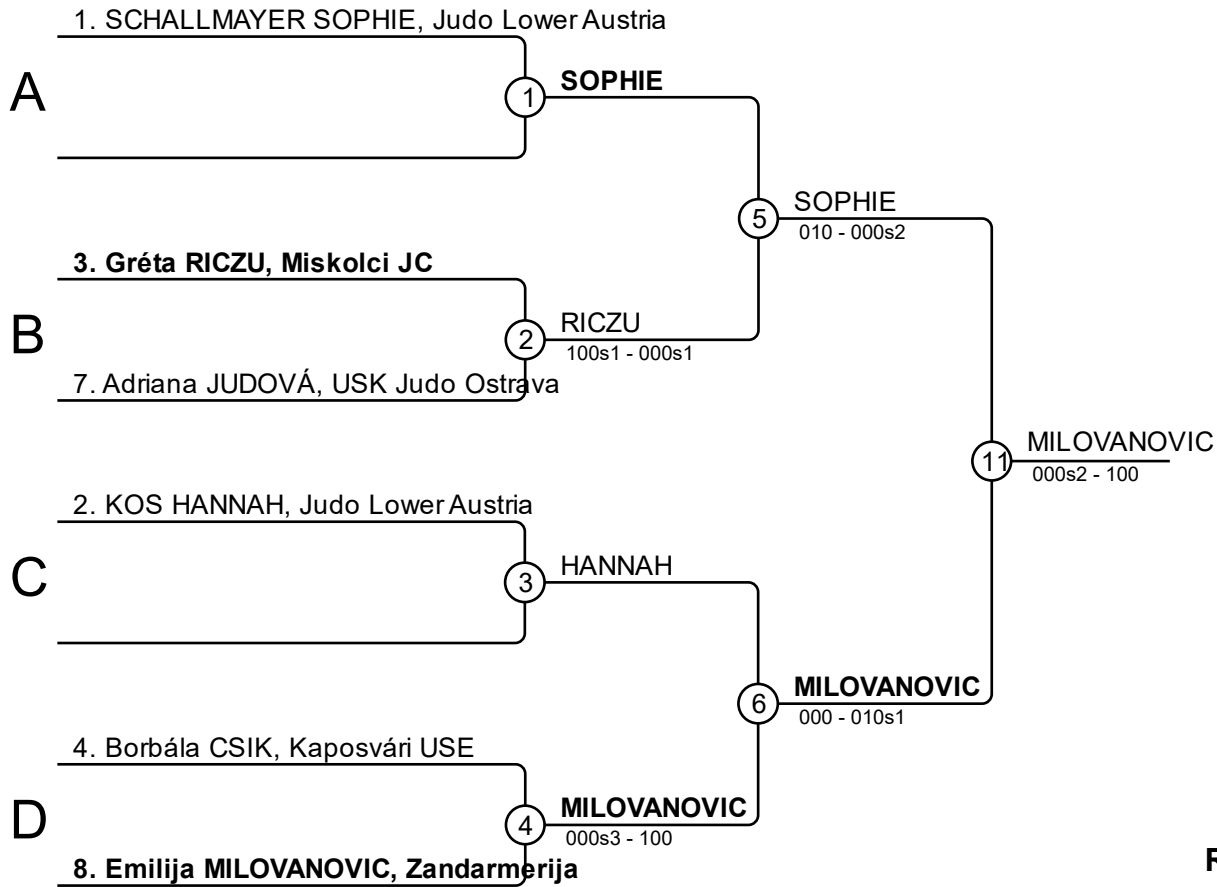 1. SCHALLMAYER SOPHIE, Judo Lower Austria
A
1
SOPHIE
5
SOPHIE
010 - 000s2
3. Gréta RICZU, Miskolci JC
B
2
RICZU
100s1 - 000s1
7. Adriana JUDOVÁ, USK Judo Ostrava
11
MILOVANOVIC
000s2 - 100
2. KOS HANNAH, Judo Lower Austria
C
3
HANNAH
6
MILOVANOVIC
000 - 010s1
4. Borbála CSIK, Kaposvári USE
D
4
MILOVANOVIC
000s3 - 100
8. Emilija MILOVANOVIC, Zandarmerija
R